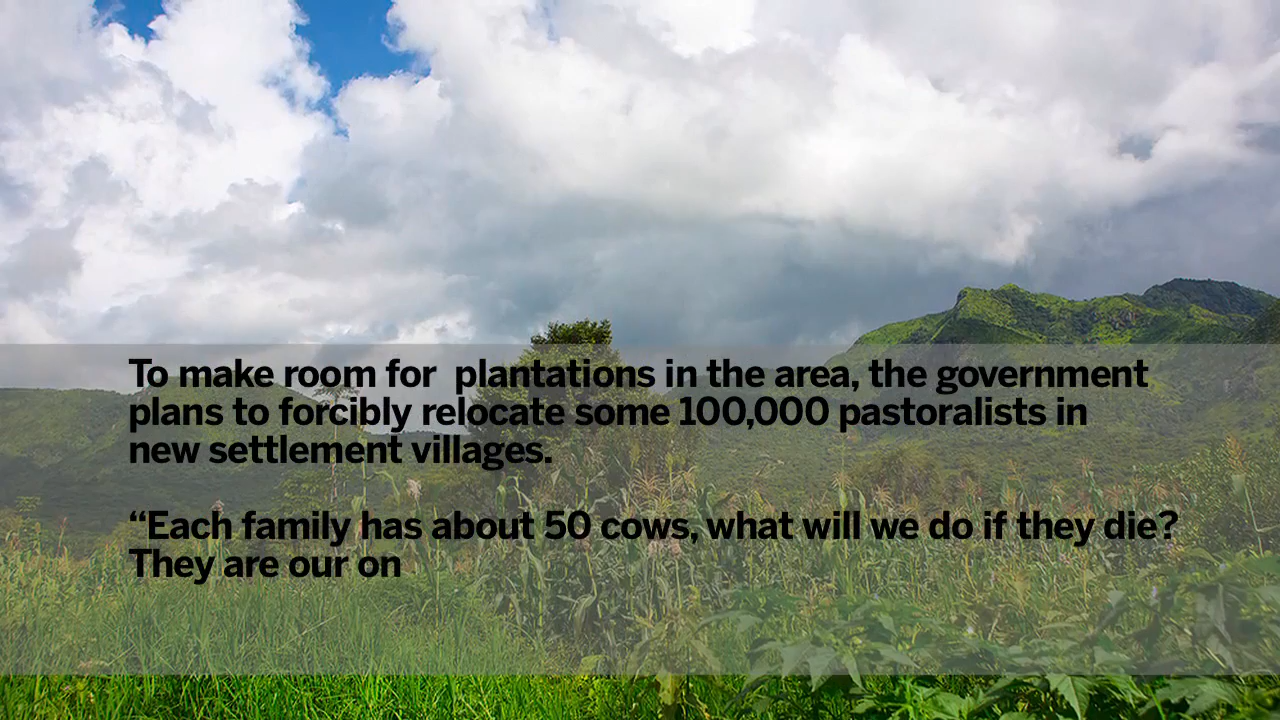 To make room for  plantations in the area, the government
plans to forcibly relocate some 100,000 pastoralists in
new settlement villages.
“Each family has about 50 cows, what will we do if they die?
They are our on